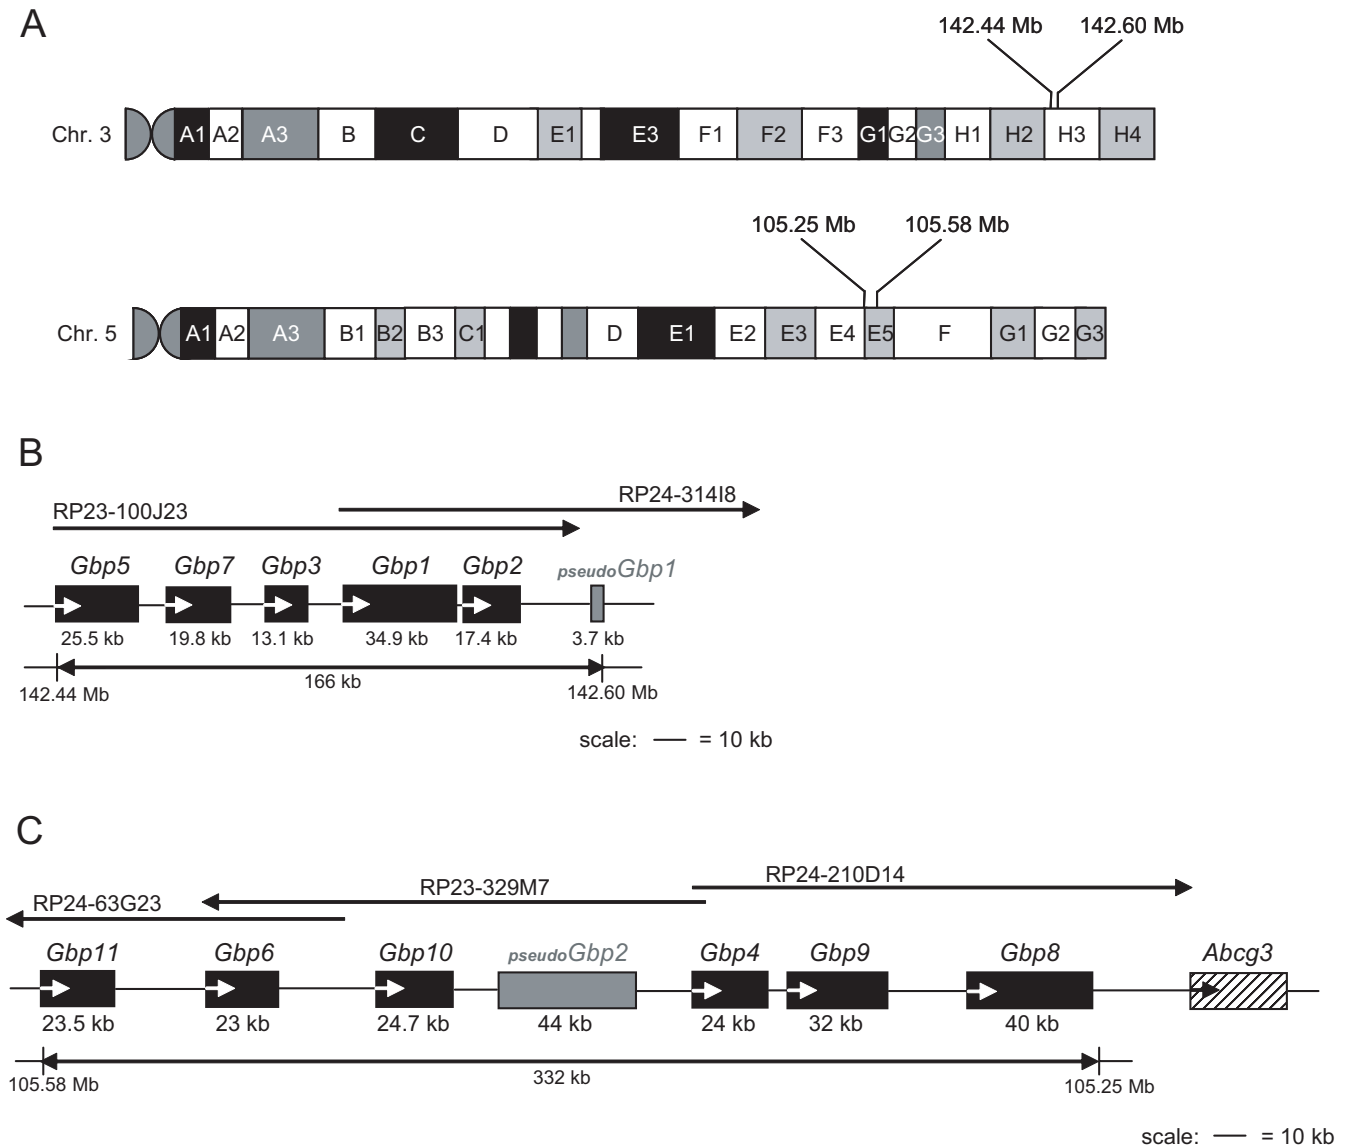 A
142.44 Mb 142.60 Mb
Chr. 3 A1 A2 A3 B C D E1 E3 F1 F2 F3 G1 G2 G3 H1 H2 H3 H4
105.25 Mb 105.58 Mb
Chr. 5 A1 A2 A3 B1 B2 B3 C1 D E1 E2 E3 E4 E5 F G1 G2 G3
B
RP24-314I8
RP23-100J23
Gbp5 Gbp7 Gbp3 Gbp1 Gbp2 pseudoGbp1
25.5 kb 19.8 kb 13.1 kb 34.9 kb 17.4 kb 3.7 kb
166 kb
142.44 Mb 142.60 Mb
scale: = 10 kb
C
RP24-210D14
RP23-329M7
RP24-63G23
Gbp11 Gbp6 Gbp10 pseudoGbp2 Gbp4 Gbp9 Gbp8 Abcg3
23.5 kb 23 kb 24.7 kb 44 kb 24 kb 32 kb 40 kb
332 kb
105.58 Mb 105.25 Mb
scale: = 10 kb